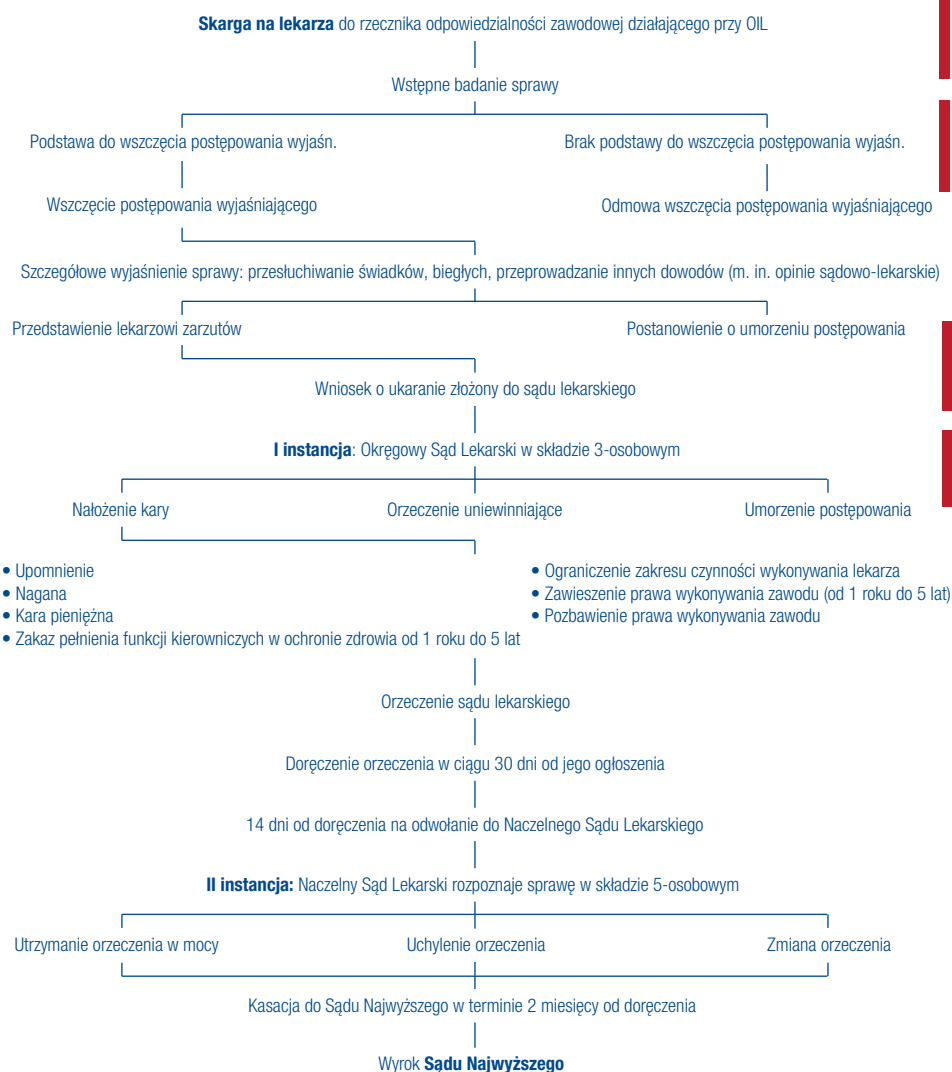 Skarga na lekarza do rzecznika odpowiedzialności zawodowej działającego przy OIL
Wstępne badanie sprawy
Podstawa do wszczęcia postępowania wyjaśn.
Brak podstawy do wszczęcia postępowania wyjaśn.
Wszczęcie postępowania wyjaśniającego
Odmowa wszczęcia postępowania wyjaśniającego
Szczegółowe wyjaśnienie sprawy: przesłuchiwanie świadków, biegłych, przeprowadzanie innych dowodów (m. in. opinie sądowo-lekarskie)
Przedstawienie lekarzowi zarzutów
Postanowienie o umorzeniu postępowania
Wniosek o ukaranie złożony do sądu lekarskiego
I instancja: Okręgowy Sąd Lekarski w składzie 3-osobowym
Nałożenie kary
Orzeczenie uniewinniające
Umorzenie postępowania
• Upomnienie
• Nagana
• Kara pieniężna
• Zakaz pełnienia funkcji kierowniczych w ochronie zdrowia od 1 roku do 5 lat
• Ograniczenie zakresu czynności wykonywania lekarza
• Zawieszenie prawa wykonywania zawodu (od 1 roku do 5 lat)
• Pozbawienie prawa wykonywania zawodu
Orzeczenie sądu lekarskiego
Doręczenie orzeczenia w ciągu 30 dni od jego ogłoszenia
14 dni od doręczenia na odwołanie do Naczelnego Sądu Lekarskiego
II instancja: Naczelny Sąd Lekarski rozpoznaje sprawę w składzie 5-osobowym
Utrzymanie orzeczenia w mocy
Uchylenie orzeczenia
Zmiana orzeczenia
Kasacja do Sądu Najwyższego w terminie 2 miesięcy od doręczenia
Wyrok Sądu Najwyższego